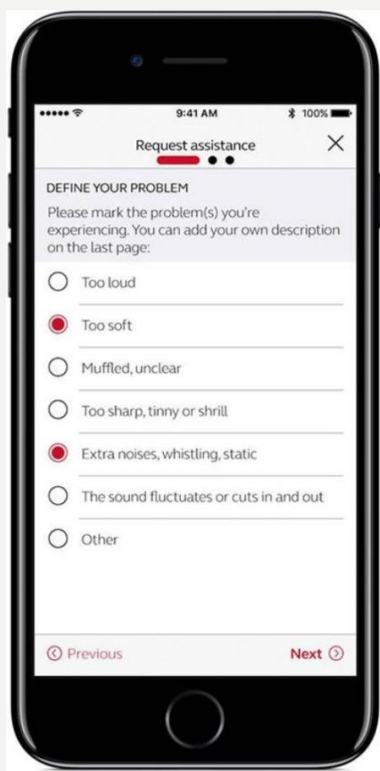 9:41 AM
100%
Request assistance
DEFINE YOUR PROBLEM
Please mark the problem(s) you're
experiencing. You can add your own description
on the last page:
Too loud
Too soft
Muffled, unclear
Too sharp, tinny or shrill
Extra noises, whistling, static
The sound fluctuates or cuts in and out
Other
Previous
Next